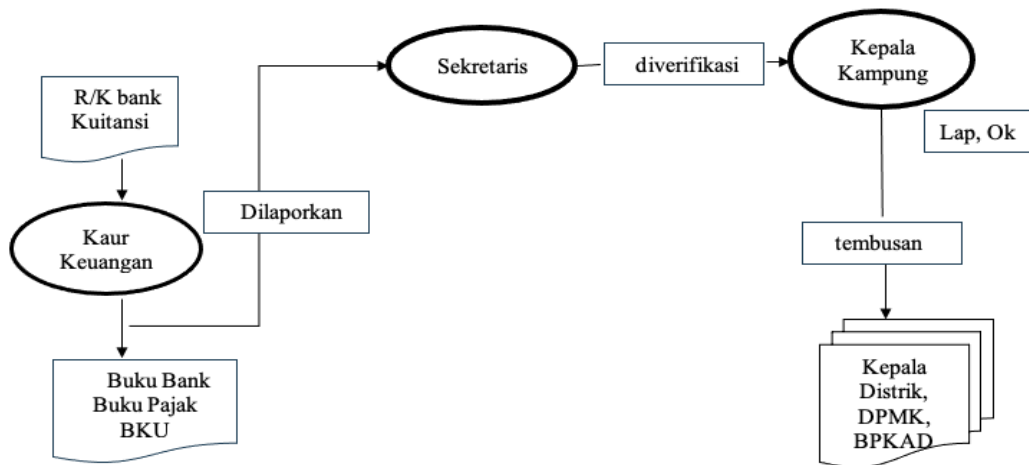 R/K bank
Kuitansi
Kaur
Keuangan
Buku Bank
Buku Pajak
BKU
Dilaporkan
Sekretaris
diverifikasi
Kepala
Kampung
Lap, Ok
tembusan
Kepala
Distrik,
DPMK,
BPKAD